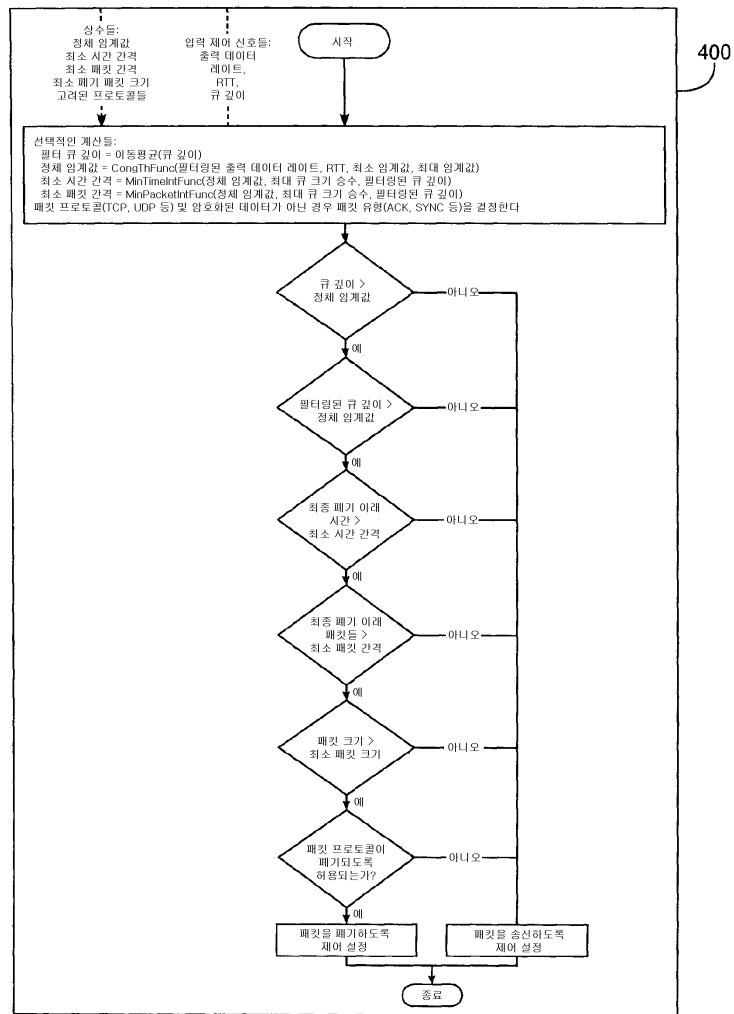 상수들:
정체 임계값
최소 시간 간격
최소 패킷 간격
최소 폐기 패킷 크기
고려된 프로토콜들
입력 제어 신호들:
출력 데이터
레이트,
RTT,
큐 깊이
시작
400
선택적인 계산들:
필터 큐 깊이 = 이동평균(큐 깊이)
정체 임계값 = CongThFunc(필터링된 출력 데이터 레이트, RTT, 최소 임계값, 최대 임계값)
최소 시간 간격 = MinTimeIntFunc(정체 임계값, 최대 큐 크기 승수, 필터링된 큐 깊이)
최소 패킷 간격 = MinPacketIntFunc(정체 임계값, 최대 큐 크기 승수, 필터링된 큐 깊이)
패킷 프로토콜(TCP, UDP 등) 및 암호화된 데이터가 아닌 경우 패킷 유형(ACK, SYNC 등)을 결정한다
큐 깊이 >
정체 임계값
아니오
예
필터링된 큐 깊이 >
정체 임계값
아니오
예
최종 폐기 이래
시간 >
최소 시간 간격
아니오
예
최종 폐기 이래
패킷들 >
최소 패킷 간격
아니오
예
패킷 크기 >
최소 패킷 크기
아니오
예
패킷 프로토콜이
폐기되도록
허용되는가?
아니오
예
패킷을 폐기하도록
제어 설정
패킷을 송신하도록
제어 설정
종료